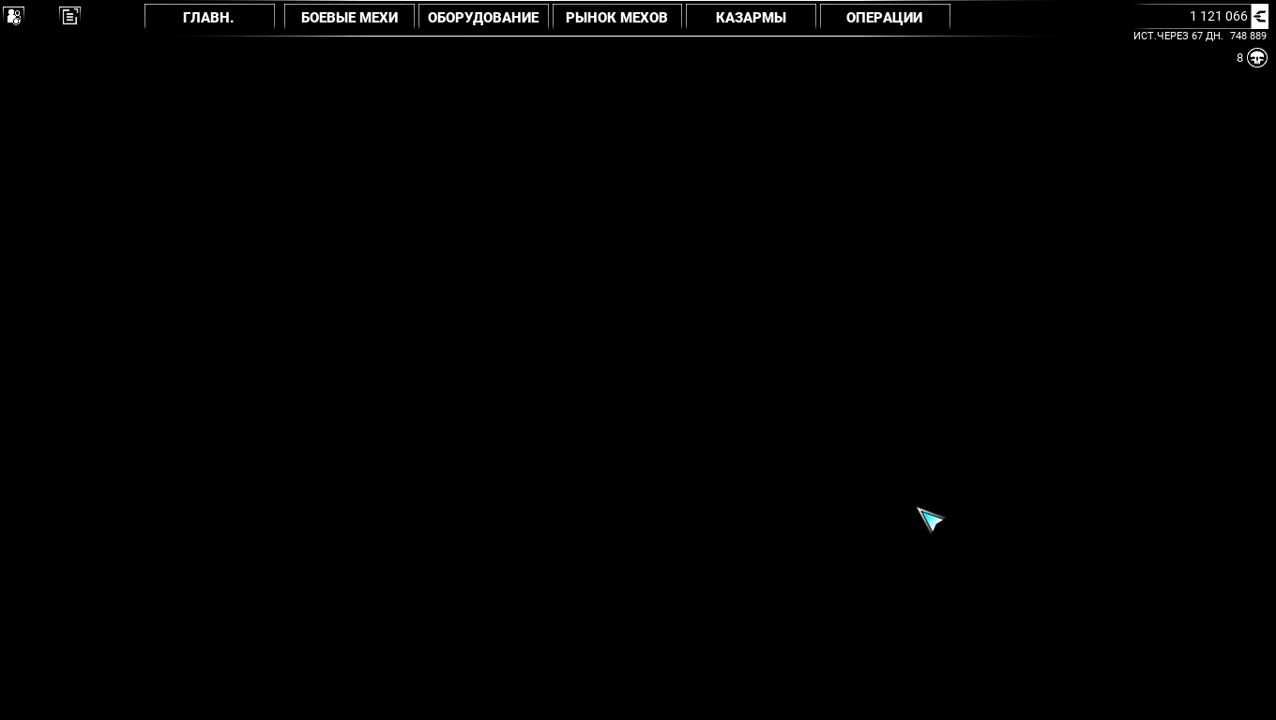 ГЛАВН. БОЕВЫЕ МЕХИ ОБОРУДОВАНИЕ РЫНОК МЕХОВ КАЗАРМЫ ОПЕРАЦИИ 1 121 066
ИСТ.ЧЕРЕЗ 67 ДН. 748 889
8